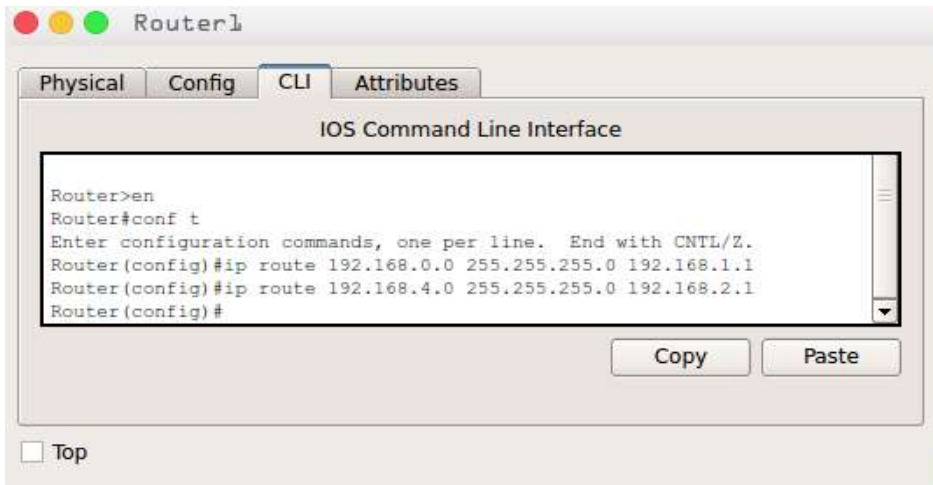 Router1
Physical Config CLI Attributes
IOS Command Line Interface
Router>en
Router#conf t
Enter configuration commands, one per line.  End with CNTL/Z.
Router(config)#ip route 192.168.0.0 255.255.255.0 192.168.1.1
Router(config)#ip route 192.168.4.0 255.255.255.0 192.168.2.1
Router(config)#
Copy Paste
Top